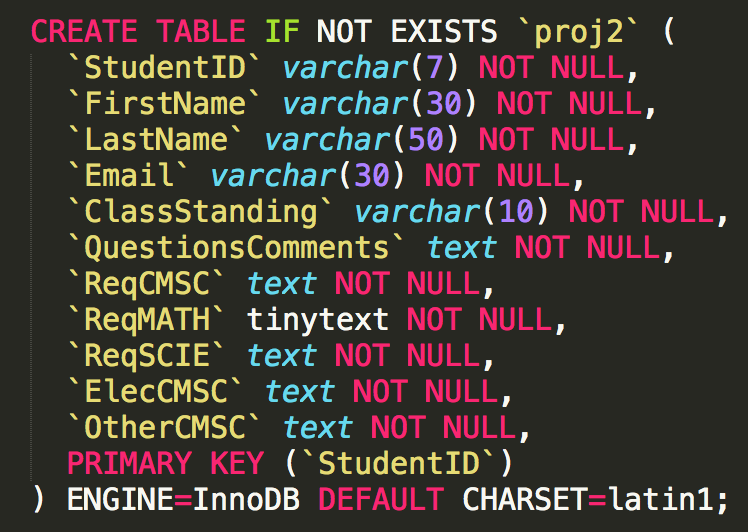 CREATE TABLE IF NOT EXISTS `proj2` (
`StudentID` varchar(7) NOT NULL,
`FirstName` varchar(30) NOT NULL,
`LastName` varchar(50) NOT NULL,
`Email` varchar(30) NOT NULL,
`ClassStanding` varchar(10) NOT NULL,
`QuestionsComments` text NOT NULL,
`ReqCMSC` text NOT NULL,
`ReqMATH` tinytext NOT NULL,
`ReqSCIE` text NOT NULL,
`ElecCMSC` text NOT NULL,
`OtherCMSC` text NOT NULL,
PRIMARY KEY (`StudentID`)
) ENGINE=InnoDB DEFAULT CHARSET=latin1;